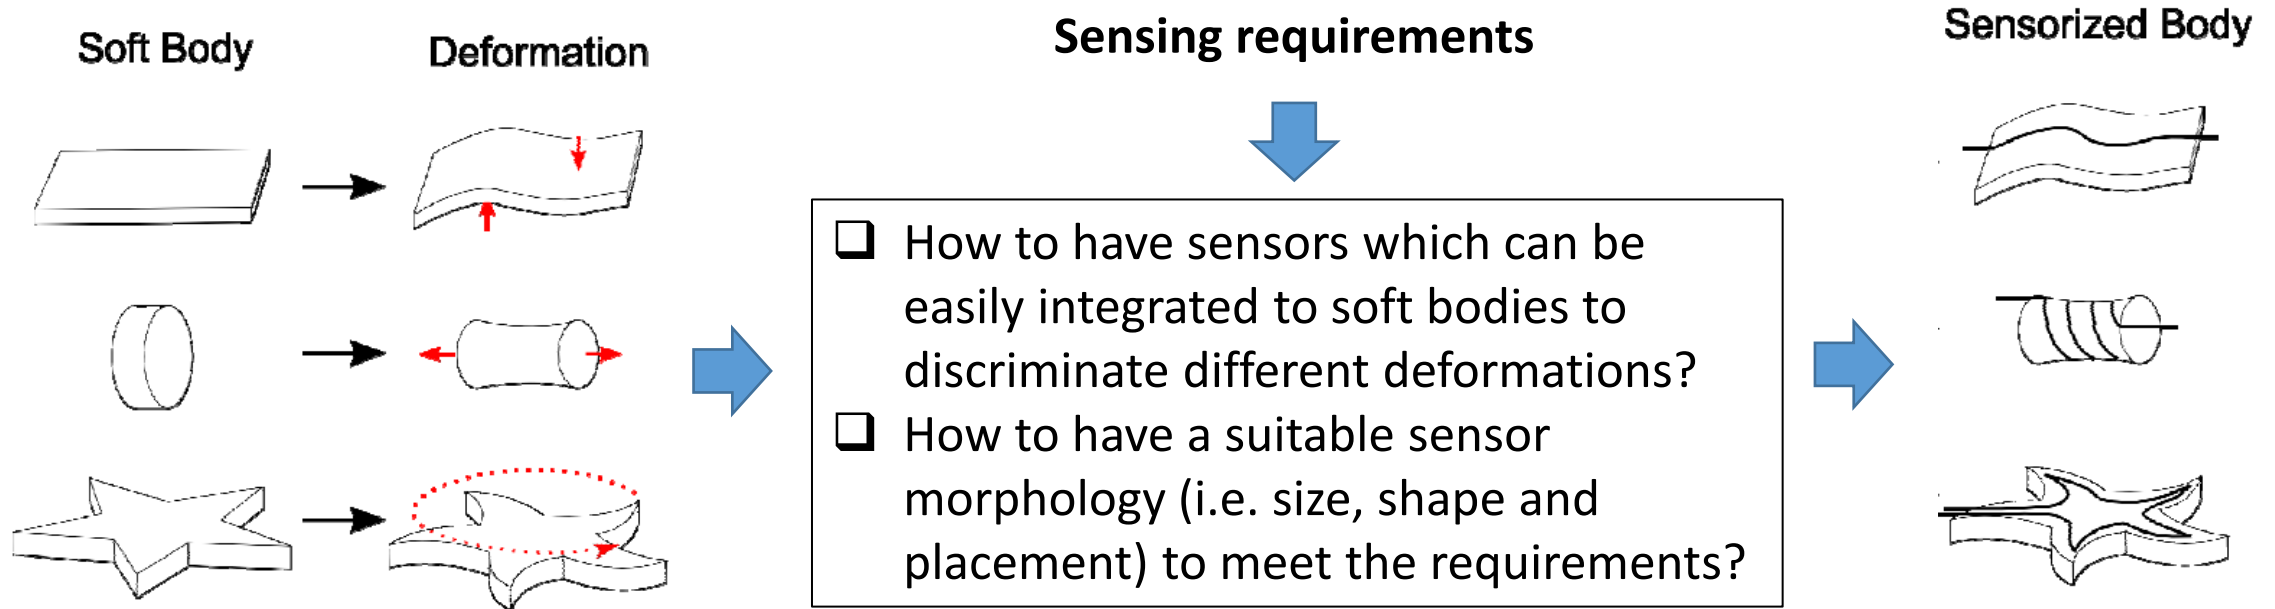 Soft Body
Deformation
Sensing requirements
Sensorized Body
How to have sensors which can be
easily integrated to soft bodies to
discriminate different deformations?
How to have a suitable sensor
morphology (i.e. size, shape and
placement) to meet the requirements?